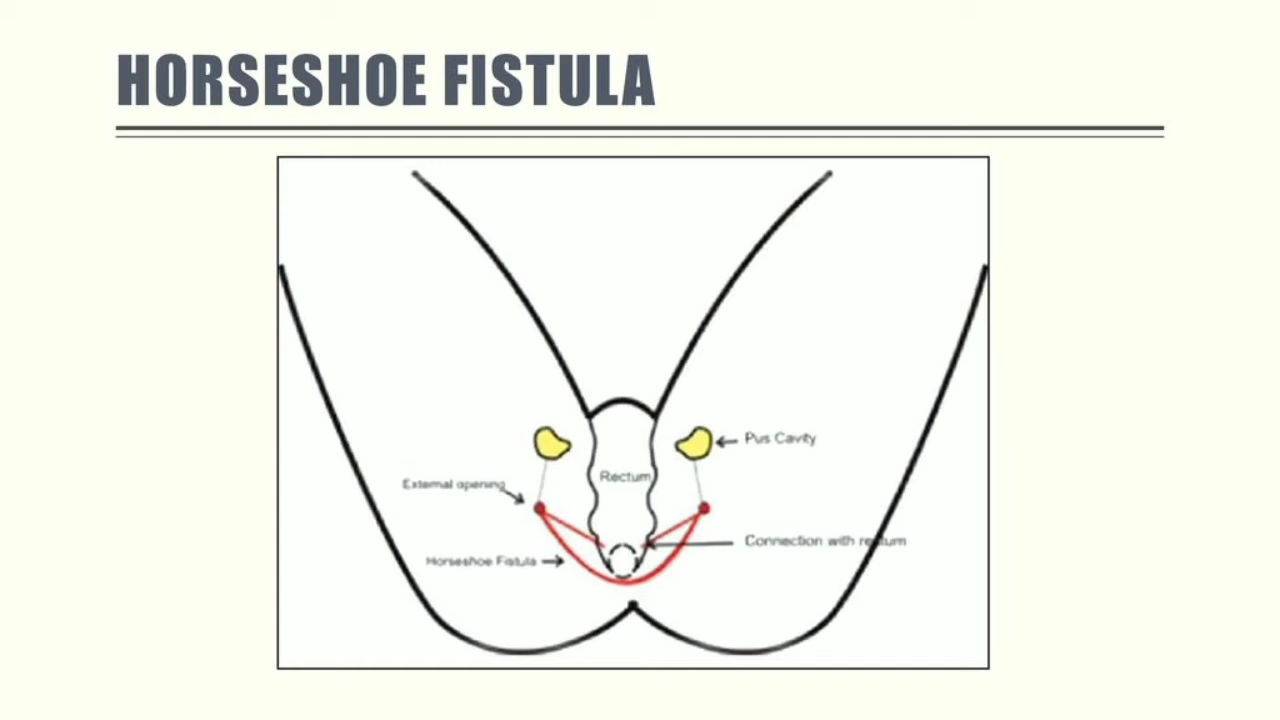 HORSESHOE FISTULA
Pus Cavity
Rectum
External opening
Connection with rectum
Horseshoe Fistula